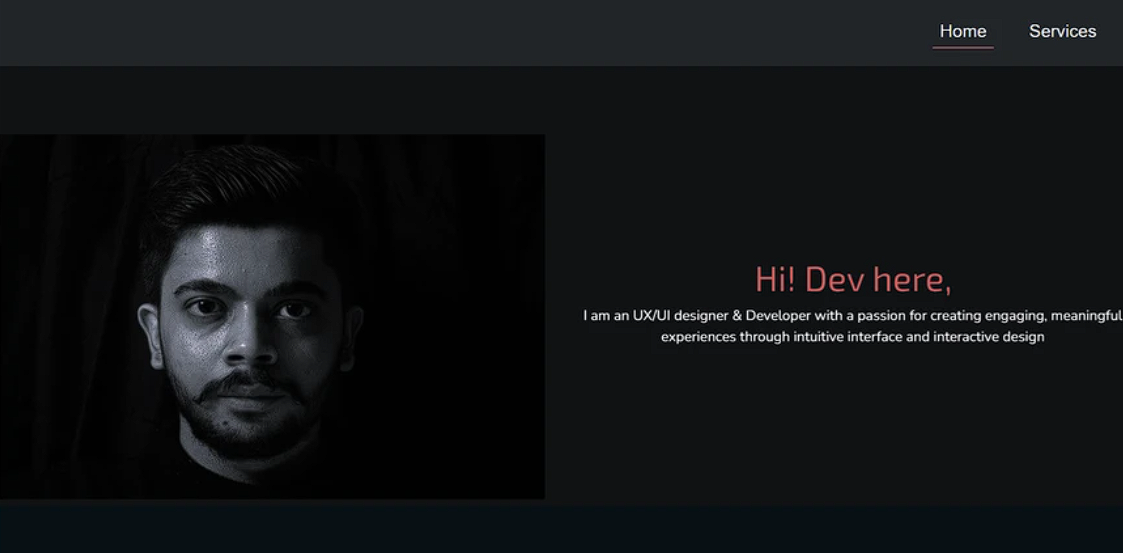 Home Services
Hi! Dev here,
I am an UX/UI designer & Developer with a passion for creating engaging, meaningful
experiences through intuitive interface and interactive design